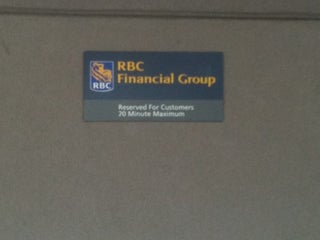 RBC
Financial Group
RBC
Reserved For Customers
20 Minute Maximum